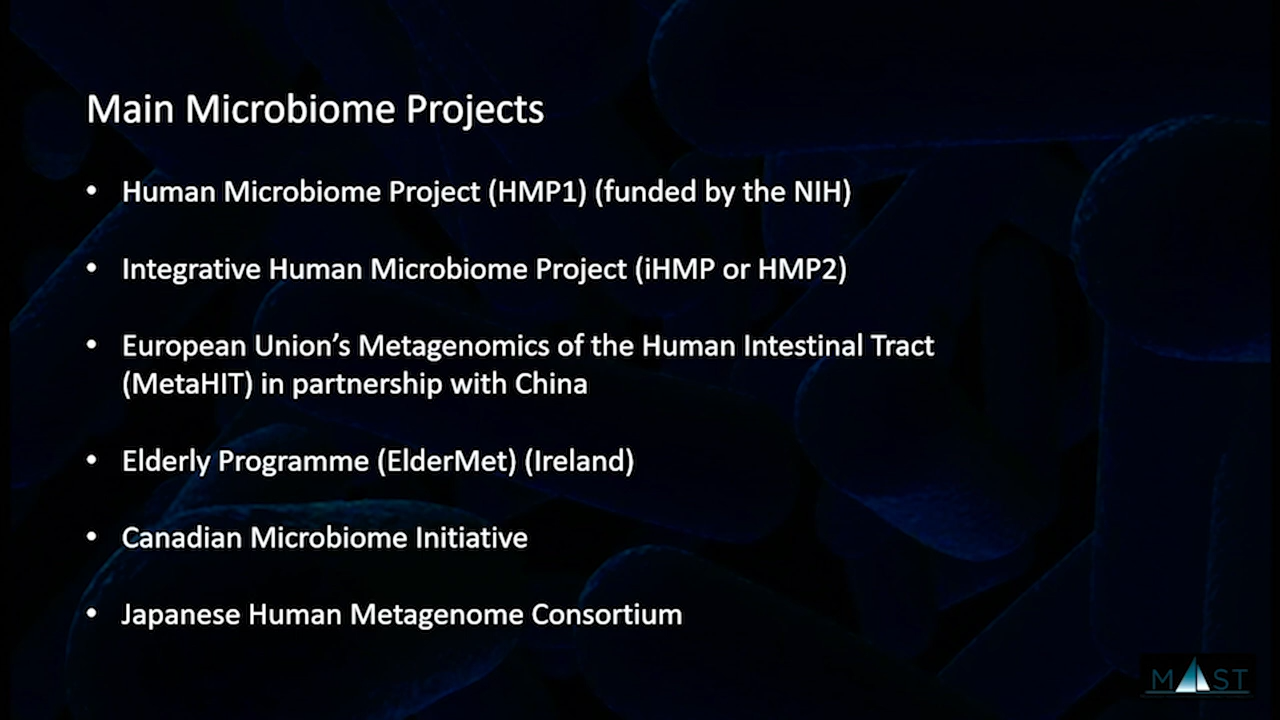 Main Microbiome Projects
• Human Microbiome Project (HMP1) (funded by the NIH)
• Integrative Human Microbiome Project (iHMP or HMP2)
• European Union’s Metagenomics of the Human Intestinal Tract
(MetaHIT) in partnership with China
• Elderly Programme (ElderMet) (Ireland)
• Canadian Microbiome Initiative
• Japanese Human Metagenome Consortium
MAST